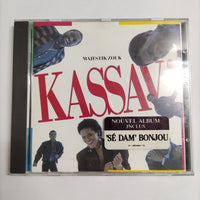 MAJESTIK ZOUK
KASSAV'
NOUVEL ALBUM
INCLUS
'SÉ DAM' BONJOU